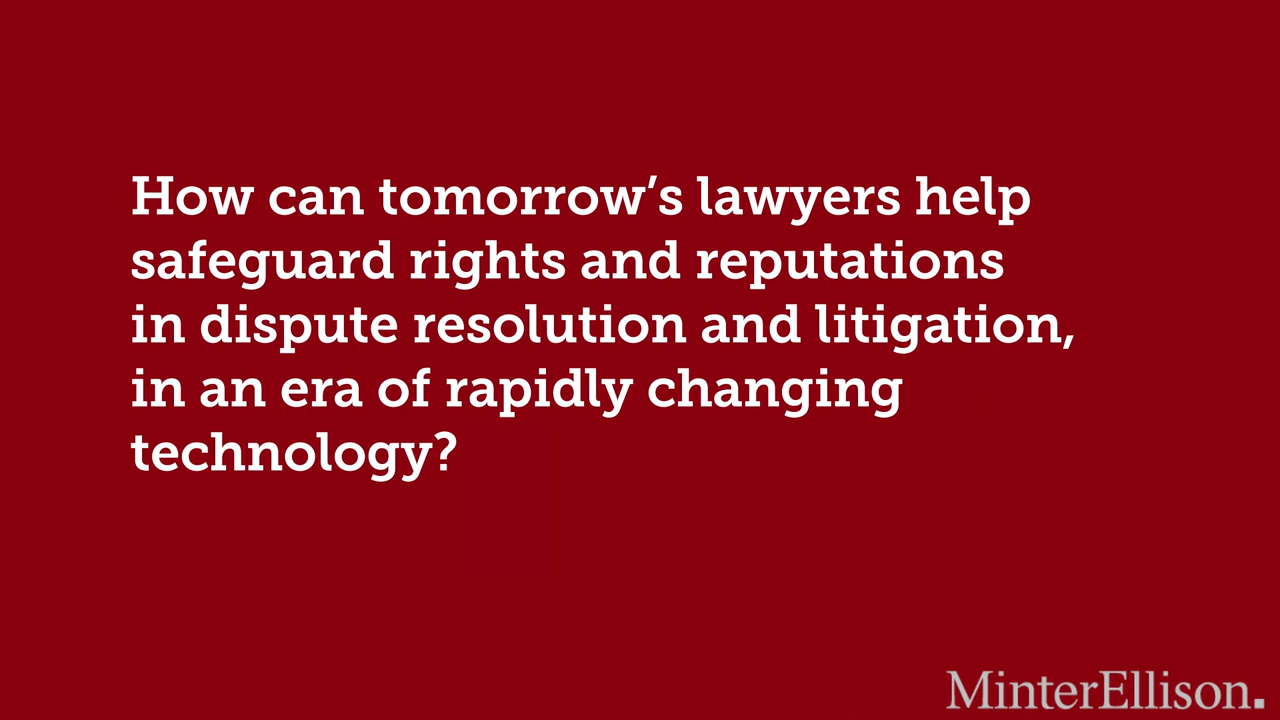 How can tomorrow’s lawyers help
safeguard rights and reputations
in dispute resolution and litigation,
in an era of rapidly changing
technology?
MinterEllison.